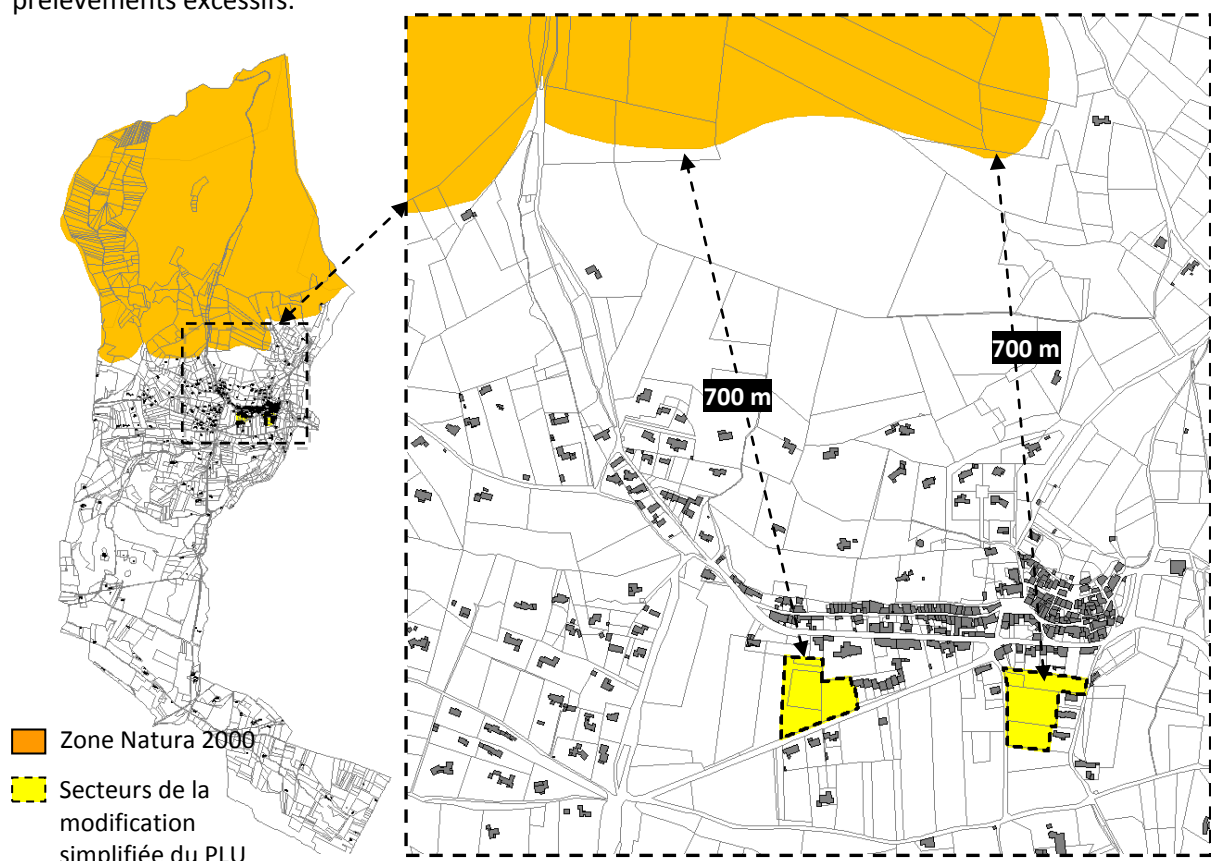 prélèvements excessifs.
700 m
700 m
Zone Natura 2000
Secteurs de la
modification
simplifiée du PLU